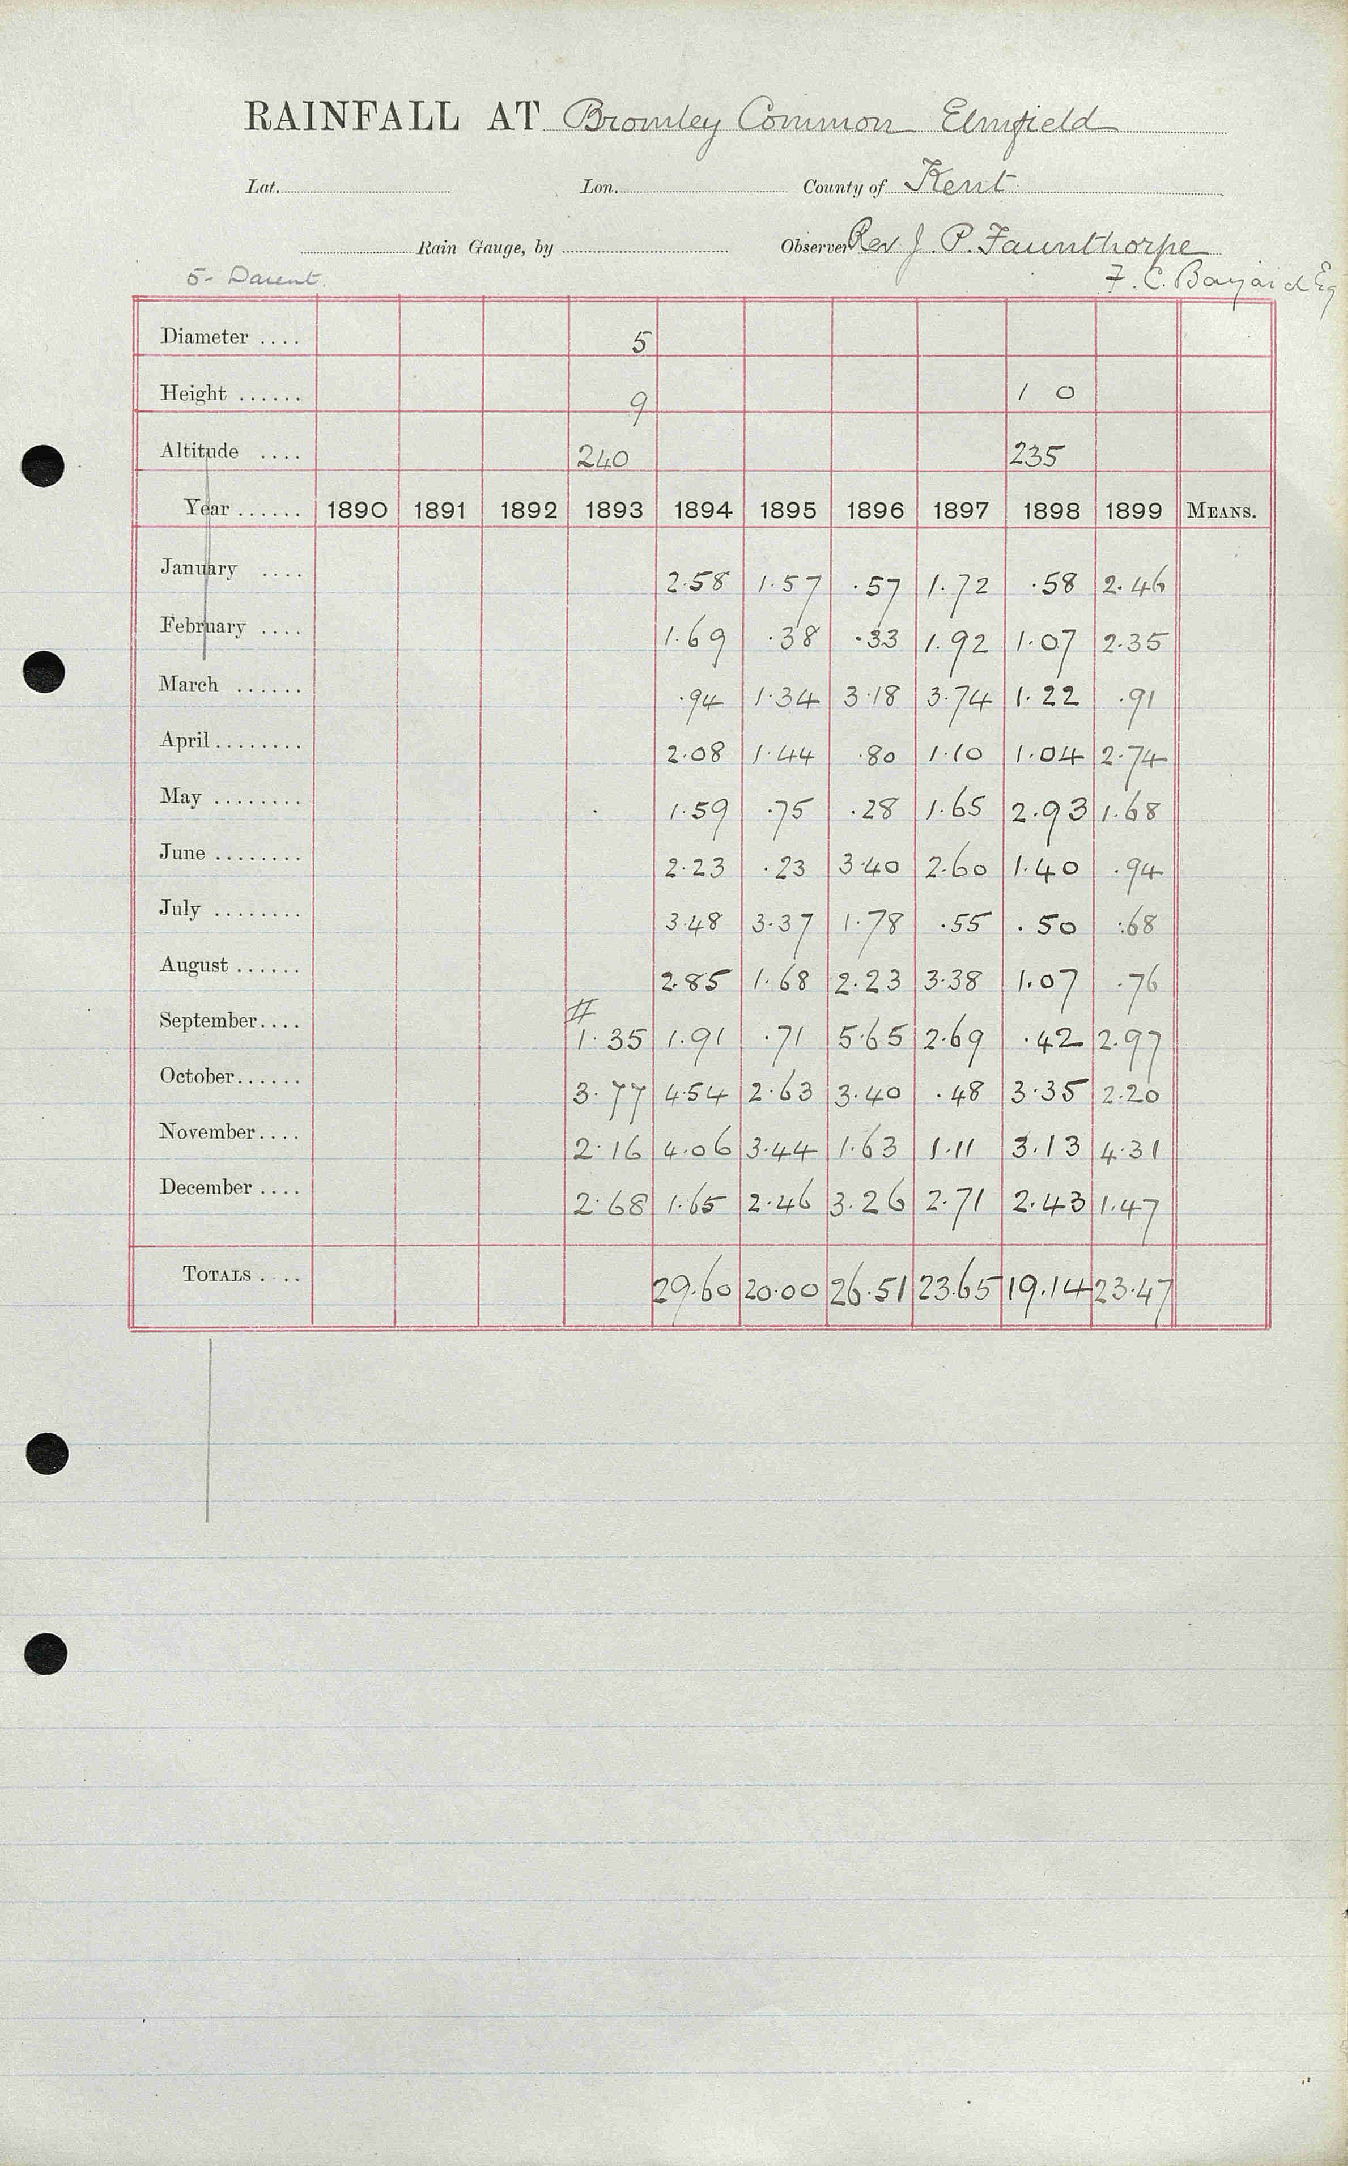 RAINFALL AT Bromley Common Elmfield
Lat. Lon. County of Kent
Rain Gauge, by Observer Rev J. P. Faunthorpe
5- Darent F. C. Bayard Esq
Diameter .... 5
Height ...... 9 1 0
Altitude .... 240 235
Year ...... 1890 1891 1892 1893 1894 1895 1896 1897 1898 1899 MEANS.
January .... 2.58 1.57 .57 1.72 .58 2.46
February .... 1.69 .38 .33 1.92 1.07 2.35
March ...... .94 1.34 3.18 3.74 1.22 .91
April........ 2.08 1.44 .80 1.10 1.04 2.74
May ........ 1.59 .75 .28 1.65 2.93 1.68
June ........ 2.23 .23 3.40 2.60 1.40 .94
July ........ 3.48 3.37 1.78 .55 .50 .68
August ...... 2.85 1.68 2.23 3.38 1.07 .76
#
September.... 1.35 1.91 .71 5.65 2.69 .42 2.97
October...... 3.77 4.54 2.63 3.40 .48 3.35 2.20
November.... 2.16 4.06 3.44 1.63 1.11 3.13 4.31
December .... 2.68 1.65 2.46 3.26 2.71 2.43 1.47
TOTALS .... 29.60 20.00 26.51 23.65 19.14 23.47